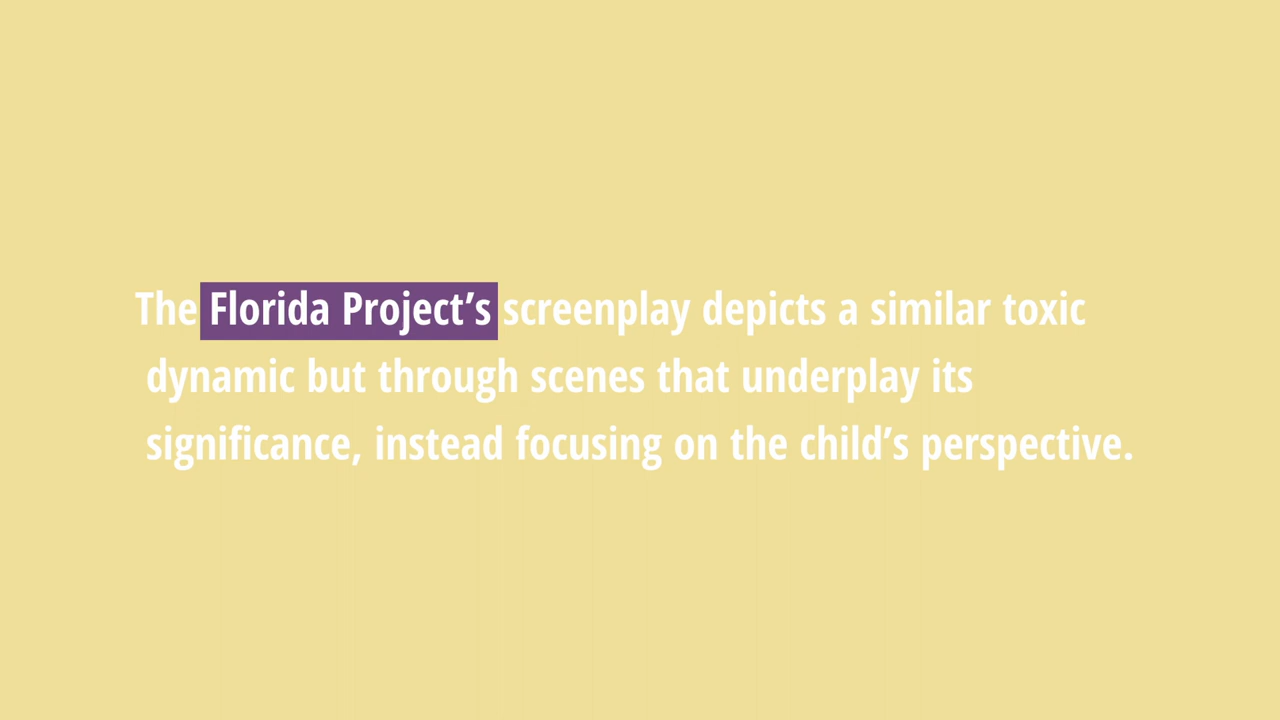 The Florida Project’s screenplay depicts a similar toxic
dynamic but through scenes that underplay its
significance, instead focusing on the child’s perspective.